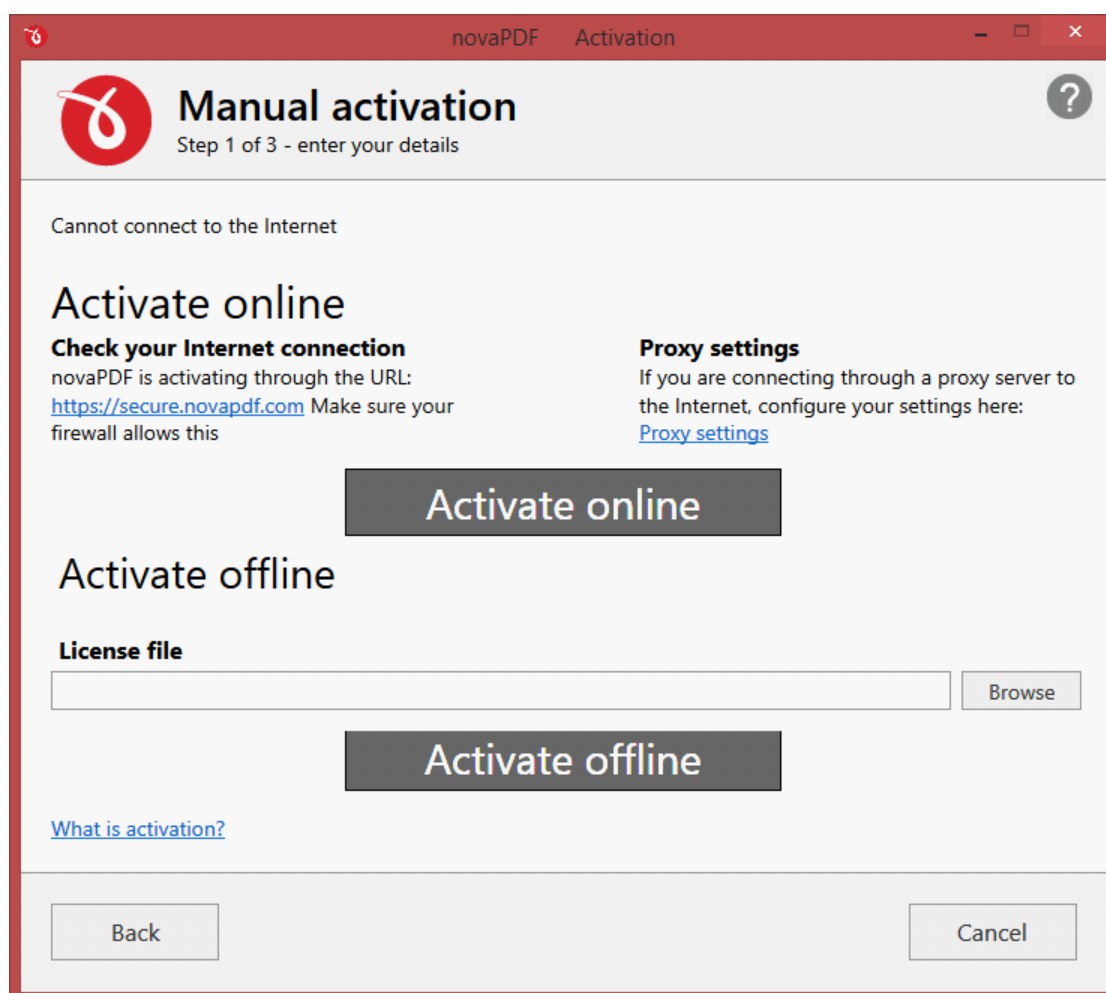 novaPDF Activation
Manual activation
Step 1 of 3 - enter your details
?
Cannot connect to the Internet
Activate online
Check your Internet connection
novaPDF is activating through the URL:
https://secure.novapdf.com Make sure your
firewall allows this
Proxy settings
If you are connecting through a proxy server to
the Internet, configure your settings here:
Proxy settings
Activate online
Activate offline
License file
Browse
Activate offline
What is activation?
Back
Cancel